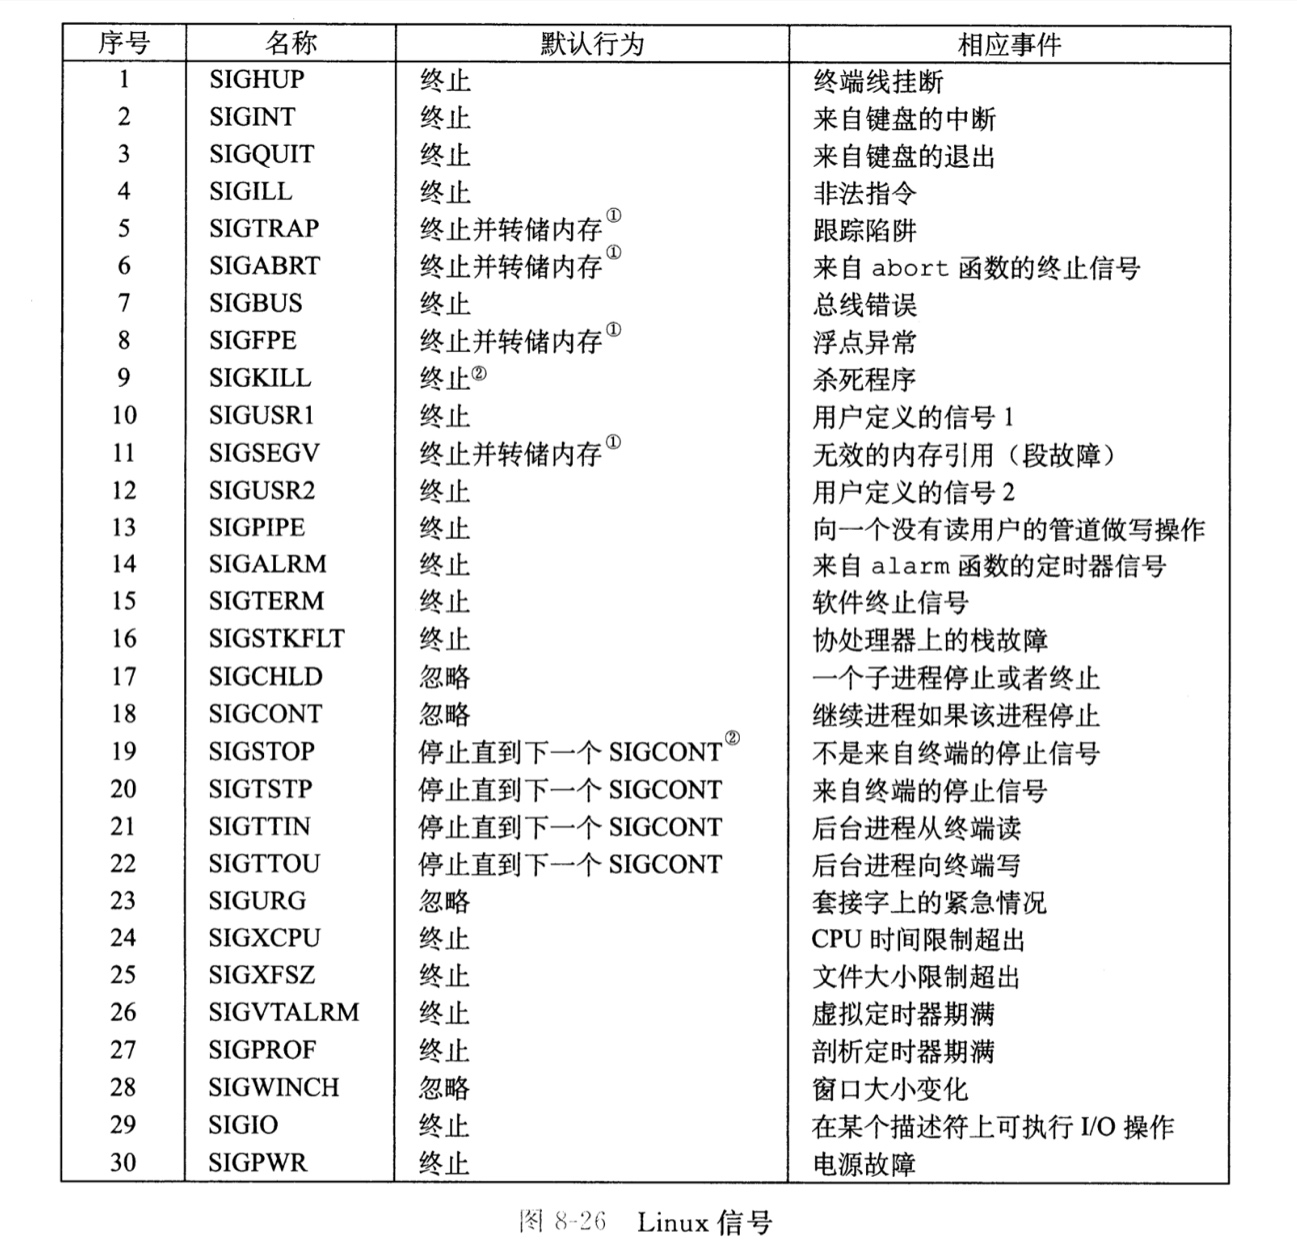 序号 名称 默认行为 相应事件
1 SIGHUP 终止 终端线挂断
2 SIGINT 终止 来自键盘的中断
3 SIGQUIT 终止 来自键盘的退出
4 SIGILL 终止 非法指令
5 SIGTRAP 终止并转储内存① 跟踪陷阱
6 SIGABRT 终止并转储内存① 来自 abort 函数的终止信号
7 SIGBUS 终止 总线错误
8 SIGFPE 终止并转储内存① 浮点异常
9 SIGKILL 终止② 杀死程序
10 SIGUSR1 终止 用户定义的信号 1
11 SIGSEGV 终止并转储内存① 无效的内存引用（段故障）
12 SIGUSR2 终止 用户定义的信号 2
13 SIGPIPE 终止 向一个没有读用户的管道做写操作
14 SIGALRM 终止 来自 alarm 函数的定时器信号
15 SIGTERM 终止 软件终止信号
16 SIGSTKFLT 终止 协处理器上的栈故障
17 SIGCHLD 忽略 一个子进程停止或者终止
18 SIGCONT 忽略 继续进程如果该进程停止
19 SIGSTOP 停止直到下一个 SIGCONT② 不是来自终端的停止信号
20 SIGTSTP 停止直到下一个 SIGCONT 来自终端的停止信号
21 SIGTTIN 停止直到下一个 SIGCONT 后台进程从终端读
22 SIGTTOU 停止直到下一个 SIGCONT 后台进程向终端写
23 SIGURG 忽略 套接字上的紧急情况
24 SIGXCPU 终止 CPU 时间限制超出
25 SIGXFSZ 终止 文件大小限制超出
26 SIGVTALRM 终止 虚拟定时器期满
27 SIGPROF 终止 剖析定时器期满
28 SIGWINCH 忽略 窗口大小变化
29 SIGIO 终止 在某个描述符上可执行 I/O 操作
30 SIGPWR 终止 电源故障
图 8-26 Linux 信号